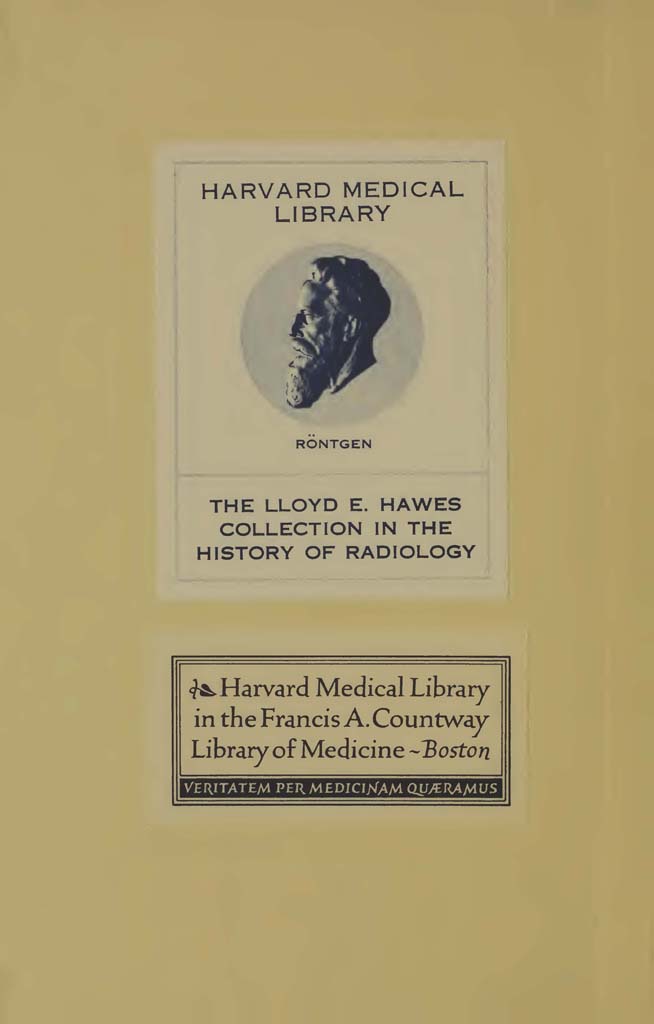 HARVARD MEDICAL
LIBRARY
RÖNTGEN
THE LLOYD E. HAWES
COLLECTION IN THE
HISTORY OF RADIOLOGY
Harvard Medical Library
in the Francis A. Countway
Library of Medicine ~ Boston
VERITATEM PER MEDICINAM QUÆRAMUS